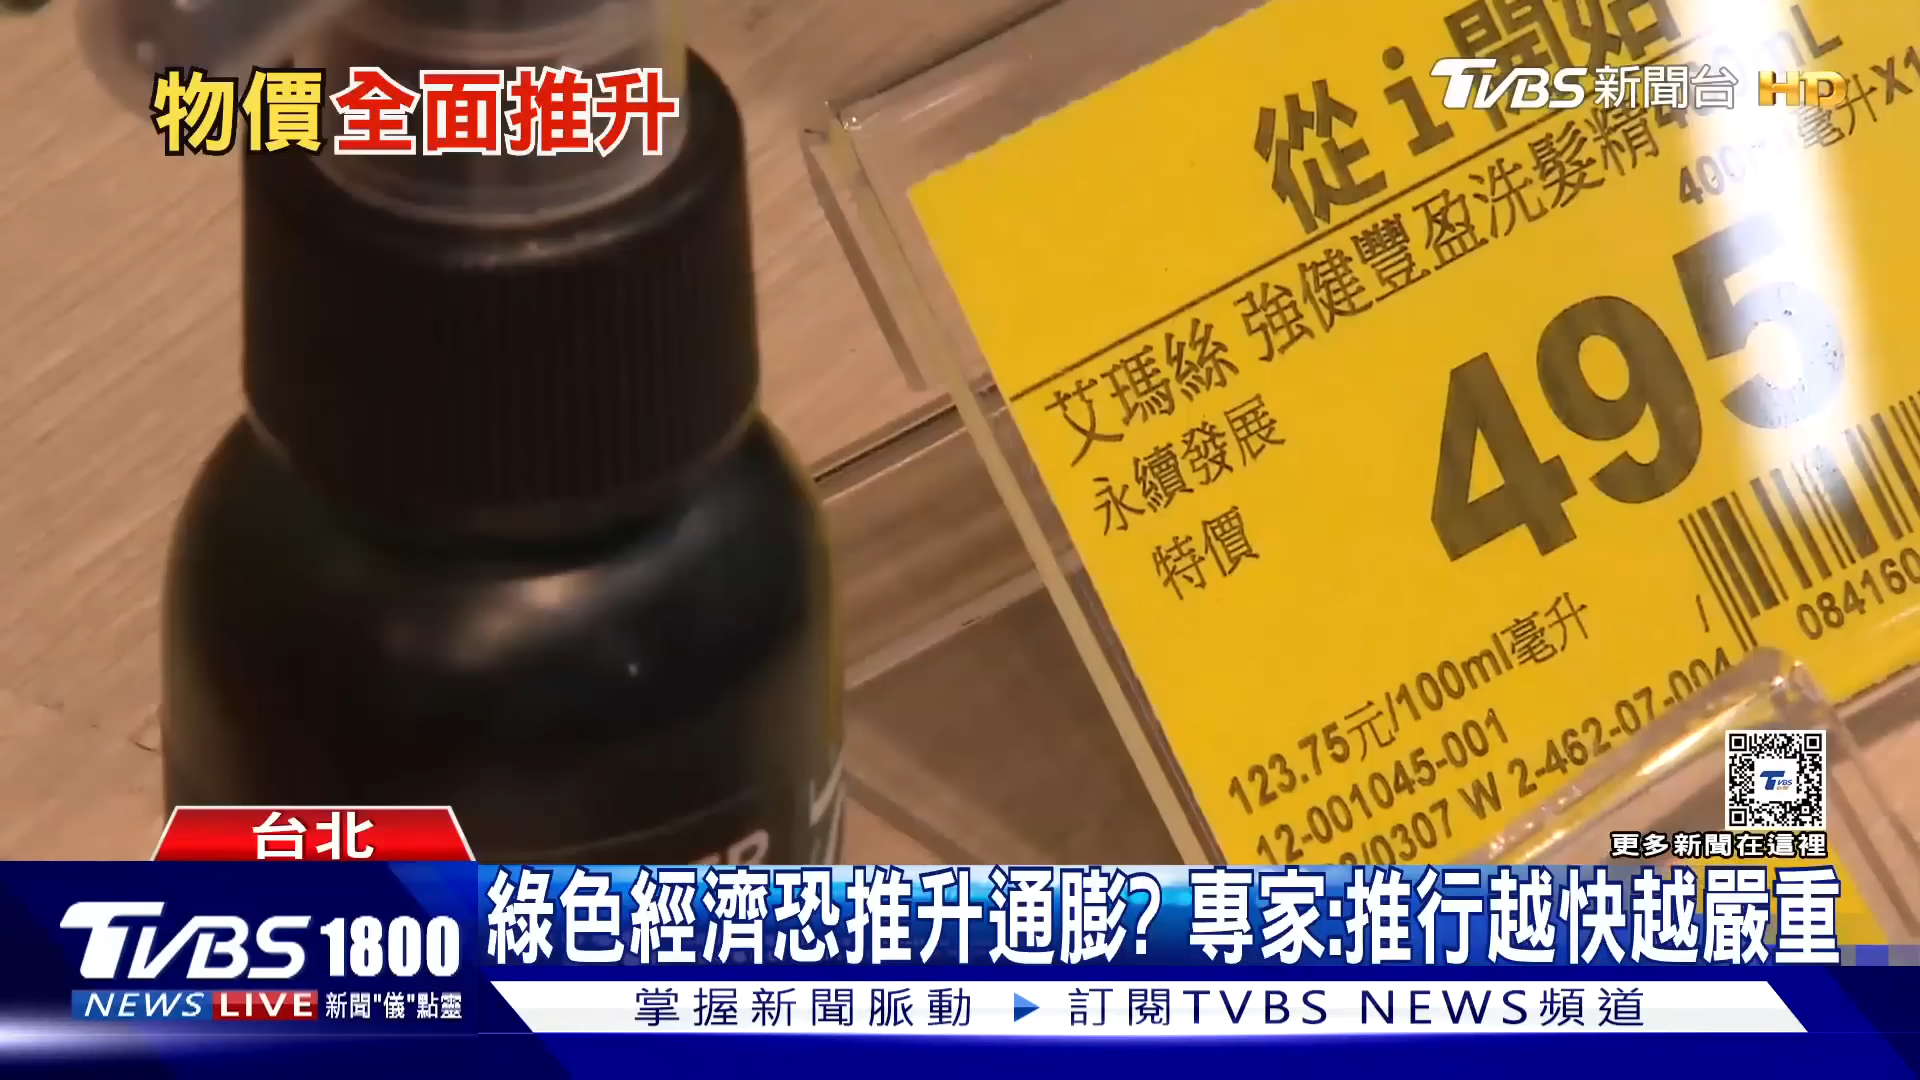 物價全面推升
TVBS新聞台 HD
從i開始
艾瑪絲 強健豐盈洗髮精400mL
永續發展
特價
495
123.75元/100ml毫升
12-001045-001
0307 W 2-462-07-004
084160
更多新聞在這裡
台北
TVBS 1800
NEWS LIVE 新聞"儀"點靈
綠色經濟恐推升通膨? 專家:推行越快越嚴重
掌握新聞脈動 ▶ 訂閱TVBS NEWS頻道